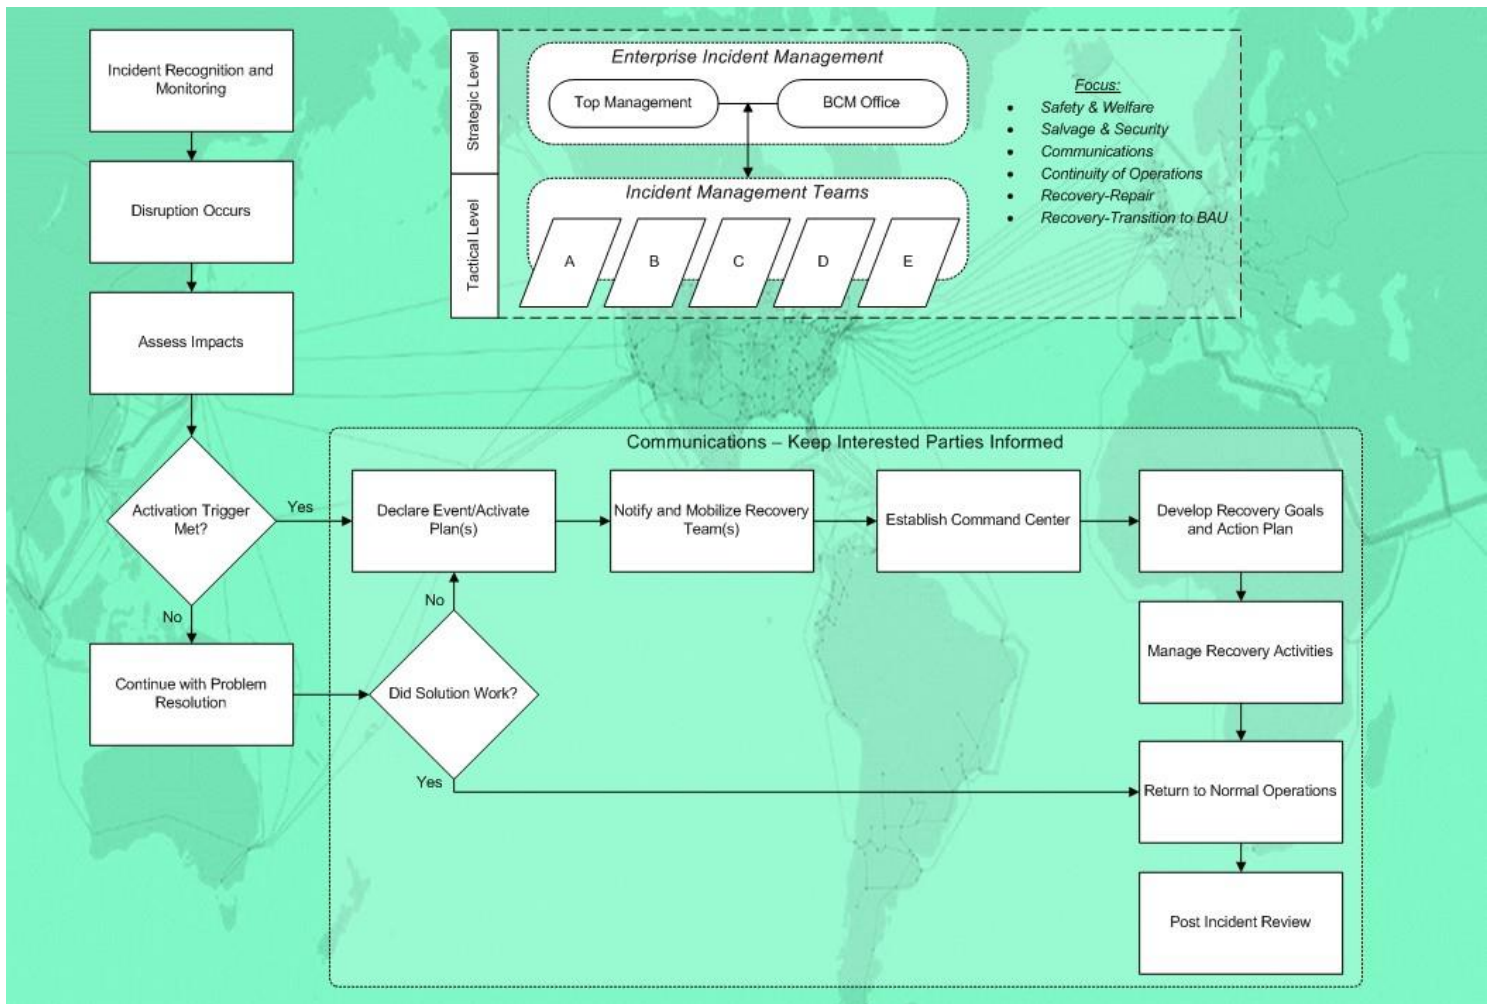 Incident Recognition and
Monitoring
Disruption Occurs
Assess Impacts
Activation Trigger
Met?
Yes
No
Continue with Problem
Resolution
Strategic Level
Tactical Level
Enterprise Incident Management
Top Management
BCM Office
Incident Management Teams
A
B
C
D
E
Focus:
• Safety & Welfare
• Salvage & Security
• Communications
• Continuity of Operations
• Recovery-Repair
• Recovery-Transition to BAU
Communications – Keep Interested Parties Informed
Declare Event/Activate
Plan(s)
Notify and Mobilize Recovery
Team(s)
Establish Command Center
Develop Recovery Goals
and Action Plan
No
Did Solution Work?
Yes
Manage Recovery Activities
Return to Normal Operations
Post Incident Review